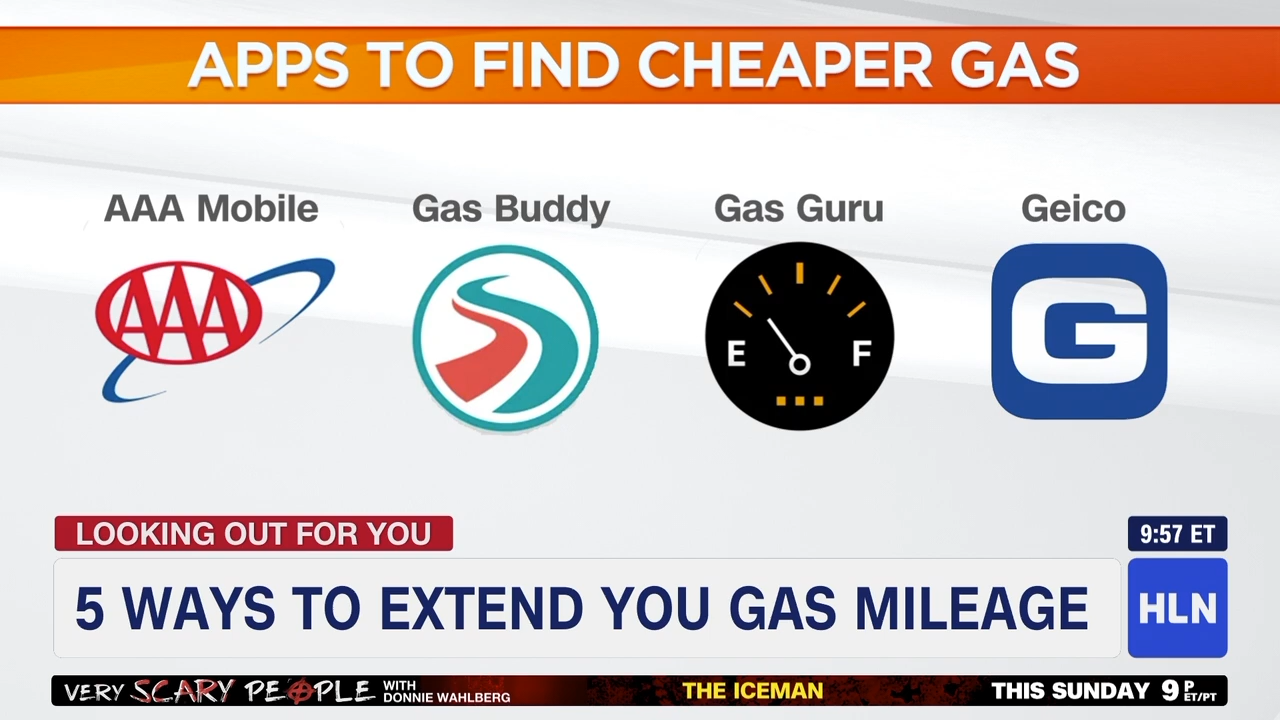 APPS TO FIND CHEAPER GAS
AAA Mobile
Gas Buddy
Gas Guru
Geico
AAA
E F
G
LOOKING OUT FOR YOU
9:57 ET
5 WAYS TO EXTEND YOU GAS MILEAGE
HLN
VERY SCARY PEOPLE WITH
DONNIE WAHLBERG
THE ICEMAN
THIS SUNDAY 9P
ET/PT